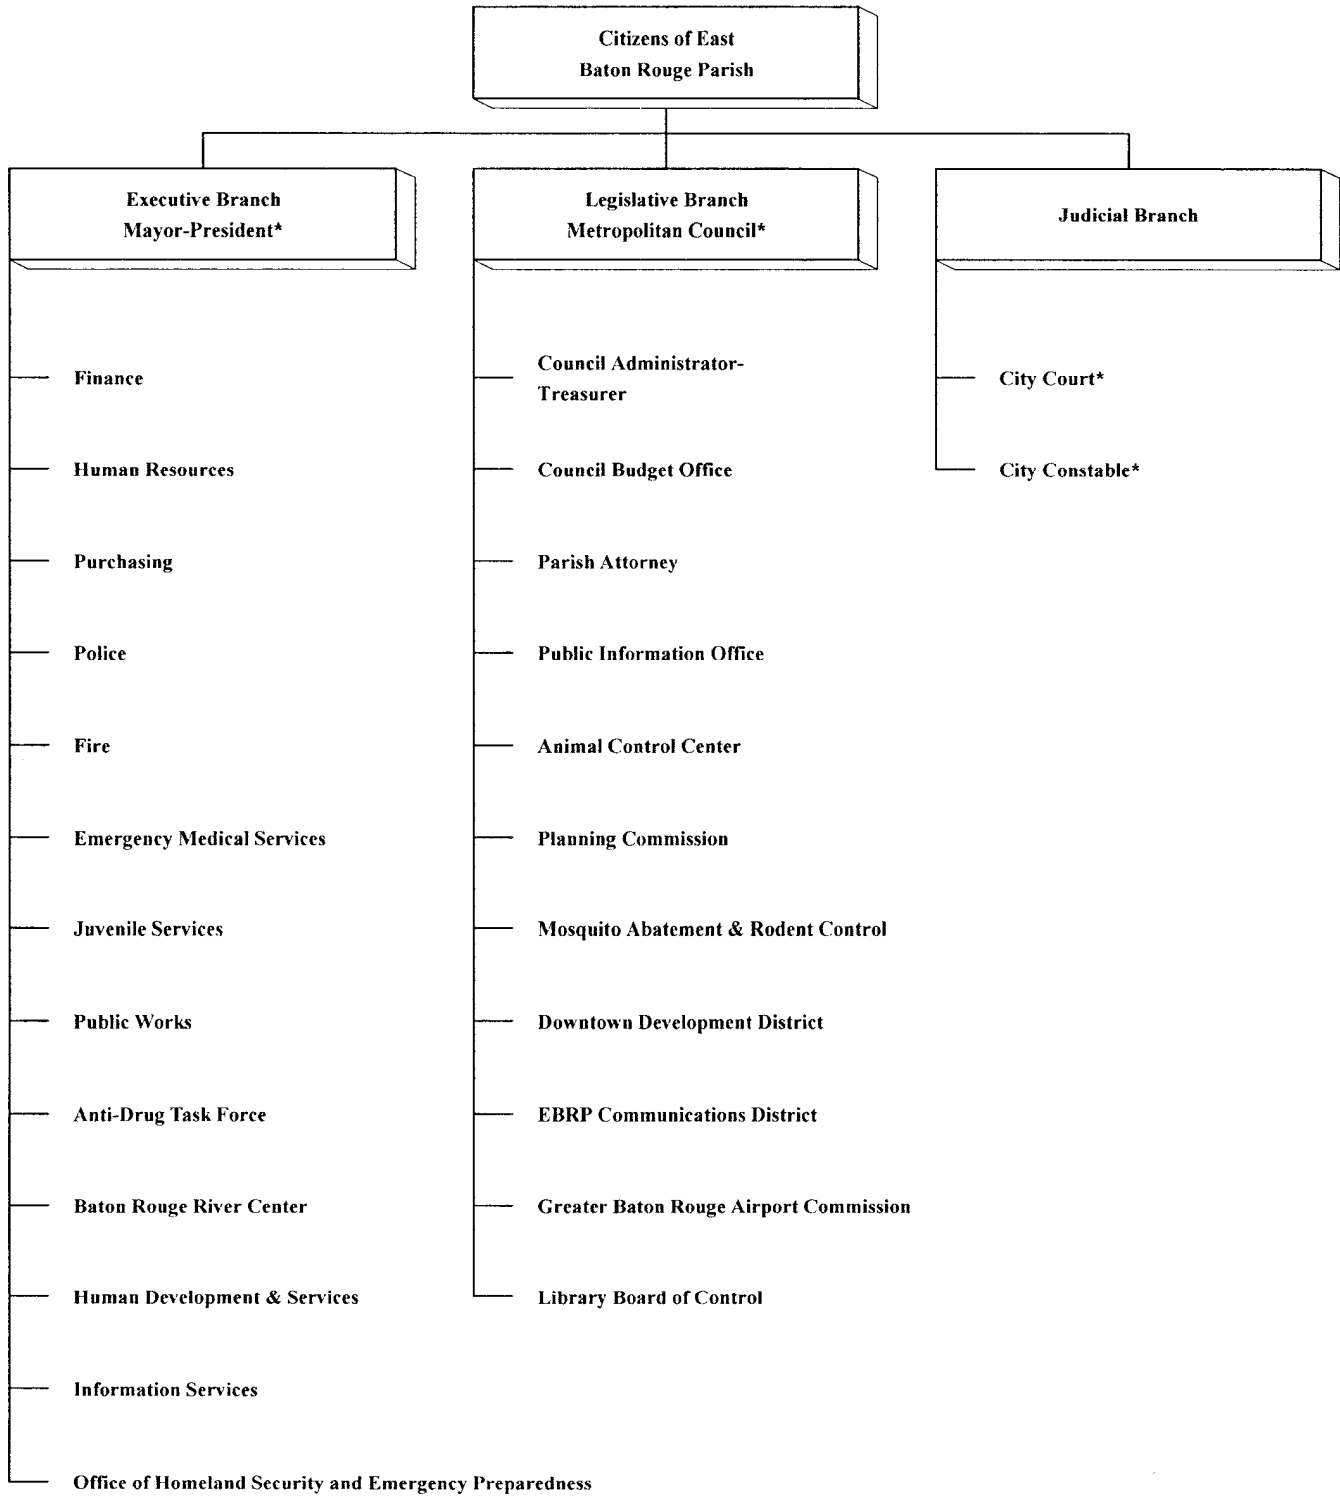 Citizens of East
Baton Rouge Parish
Executive Branch
Mayor-President*
Legislative Branch
Metropolitan Council*
Judicial Branch
Finance
Human Resources
Purchasing
Police
Fire
Emergency Medical Services
Juvenile Services
Public Works
Anti-Drug Task Force
Baton Rouge River Center
Human Development & Services
Information Services
Office of Homeland Security and Emergency Preparedness
Council Administrator-
Treasurer
Council Budget Office
Parish Attorney
Public Information Office
Animal Control Center
Planning Commission
Mosquito Abatement & Rodent Control
Downtown Development District
EBRP Communications District
Greater Baton Rouge Airport Commission
Library Board of Control
City Court*
City Constable*